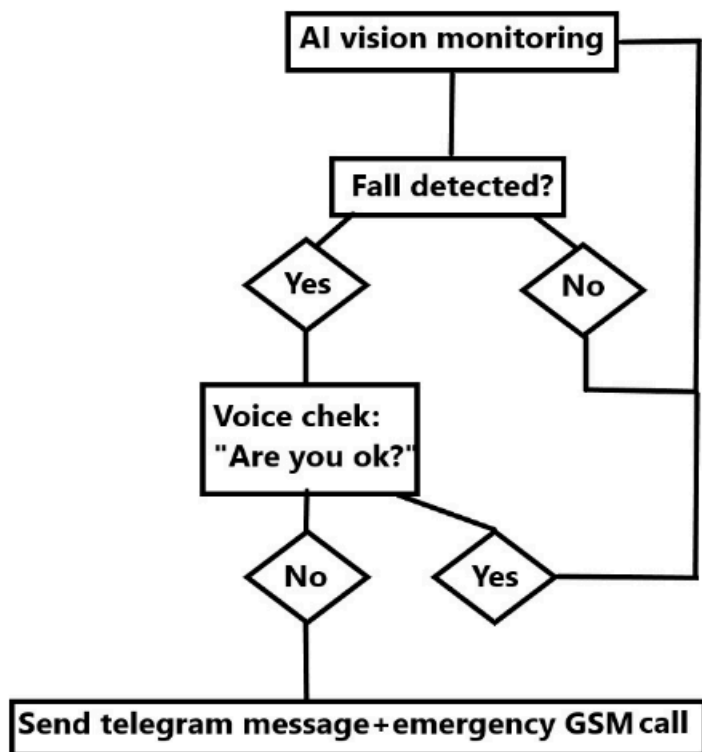 AI vision monitoring
Fall detected?
Yes
No
Voice chek:
"Are you ok?"
No
Yes
Send telegram message+emergency GSM call